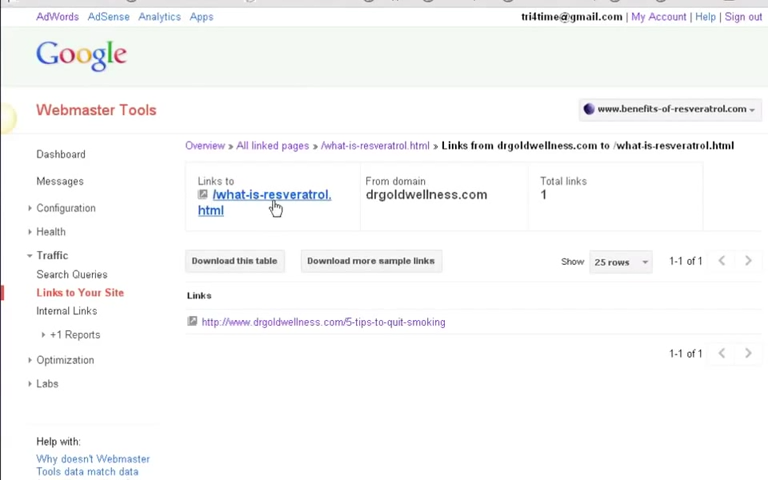 AdWords AdSense Analytics Apps
tri4time@gmail.com | My Account | Help | Sign out
Google
Webmaster Tools
www.benefits-of-resveratrol.com
Overview » All linked pages » /what-is-resveratrol.html » Links from drgoldwellness.com to /what-is-resveratrol.html
Dashboard
Messages
Configuration
Health
Traffic
Search Queries
Links to Your Site
Internal Links
+1 Reports
Optimization
Labs
Help with:
Why doesn't Webmaster
Tools data match data
Links to
/what-is-resveratrol.
html
From domain
drgoldwellness.com
Total links
1
Download this table
Download more sample links
Show 25 rows 1-1 of 1
Links
http://www.drgoldwellness.com/5-tips-to-quit-smoking
1-1 of 1